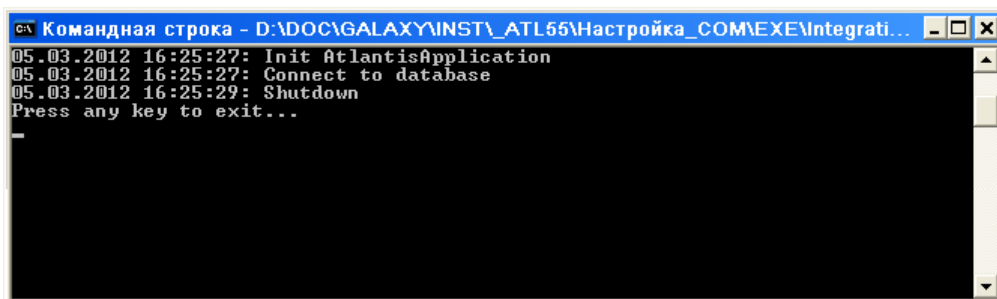 Командная строка - D:\DOC\GALAXY\INST\_ATL55\Настройка_COM\EXE\Integrati...
05.03.2012 16:25:27: Init AtlantisApplication
05.03.2012 16:25:27: Connect to database
05.03.2012 16:25:29: Shutdown
Press any key to exit...